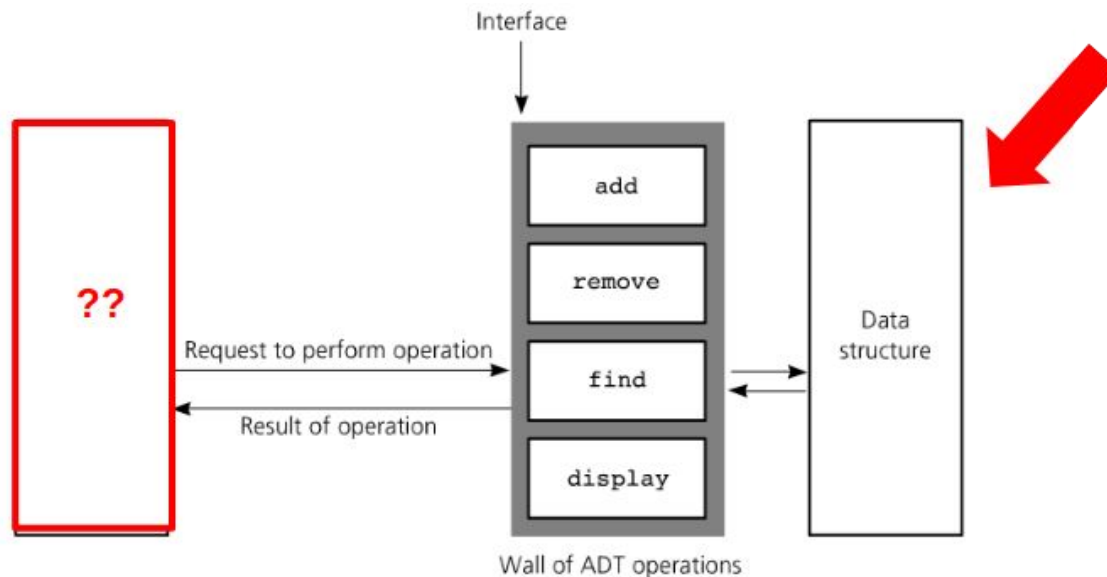 Interface
add
remove
??
Data
structure
Request to perform operation
find
Result of operation
display
Wall of ADT operations